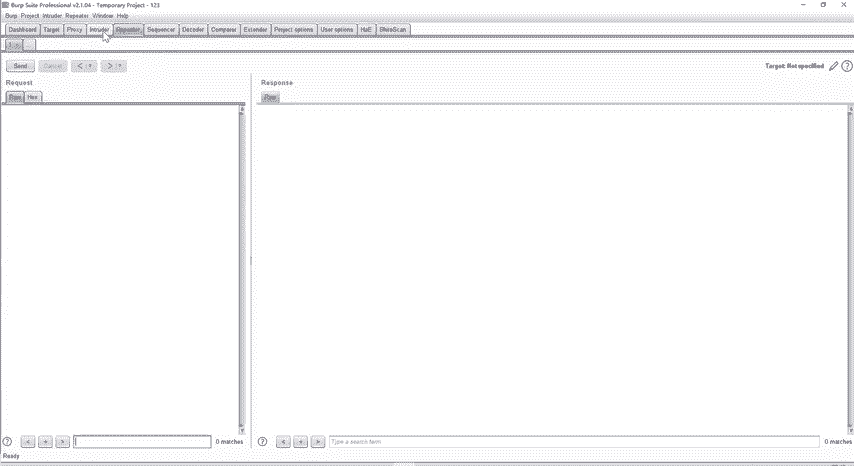 Burp Suite Professional v2.1.04 - Temporary Project - 123
Burp Project Intruder Repeater Window Help
Dashboard Target Proxy Intruder Repeater Sequencer Decoder Comparer Extender Project options User options HaE
Send Cancel < >
Target: Not specified
Request
Response
Raw Hex
Raw
0 matches
Type a search term
0 matches
Ready